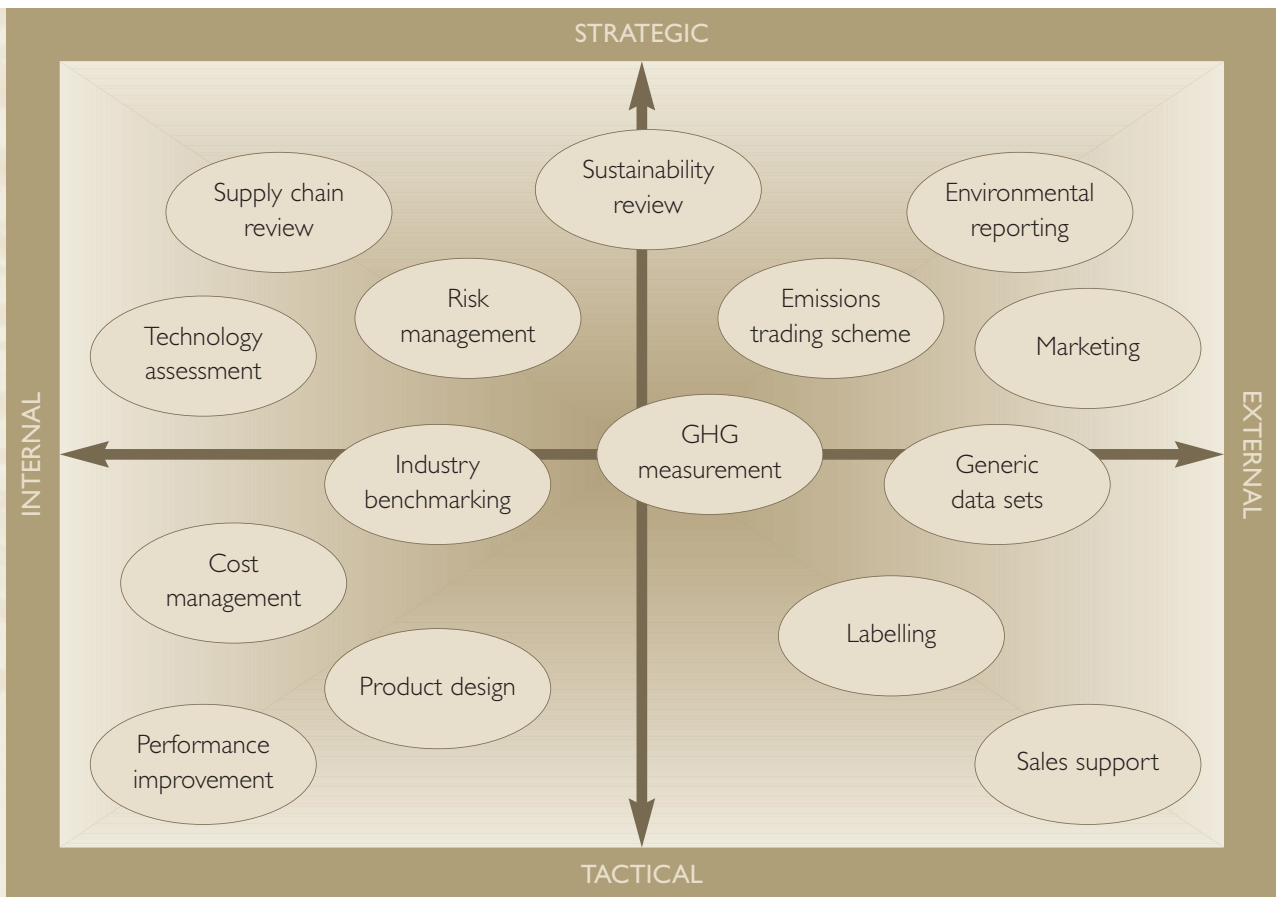 STRATEGIC
Sustainability
review
Supply chain
review
Environmental
reporting
Risk
management
Emissions
trading scheme
Technology
assessment
Marketing
INTERNAL
EXTERNAL
GHG
measurement
Industry
benchmarking
Generic
data sets
Cost
management
Labelling
Product design
Performance
improvement
Sales support
TACTICAL